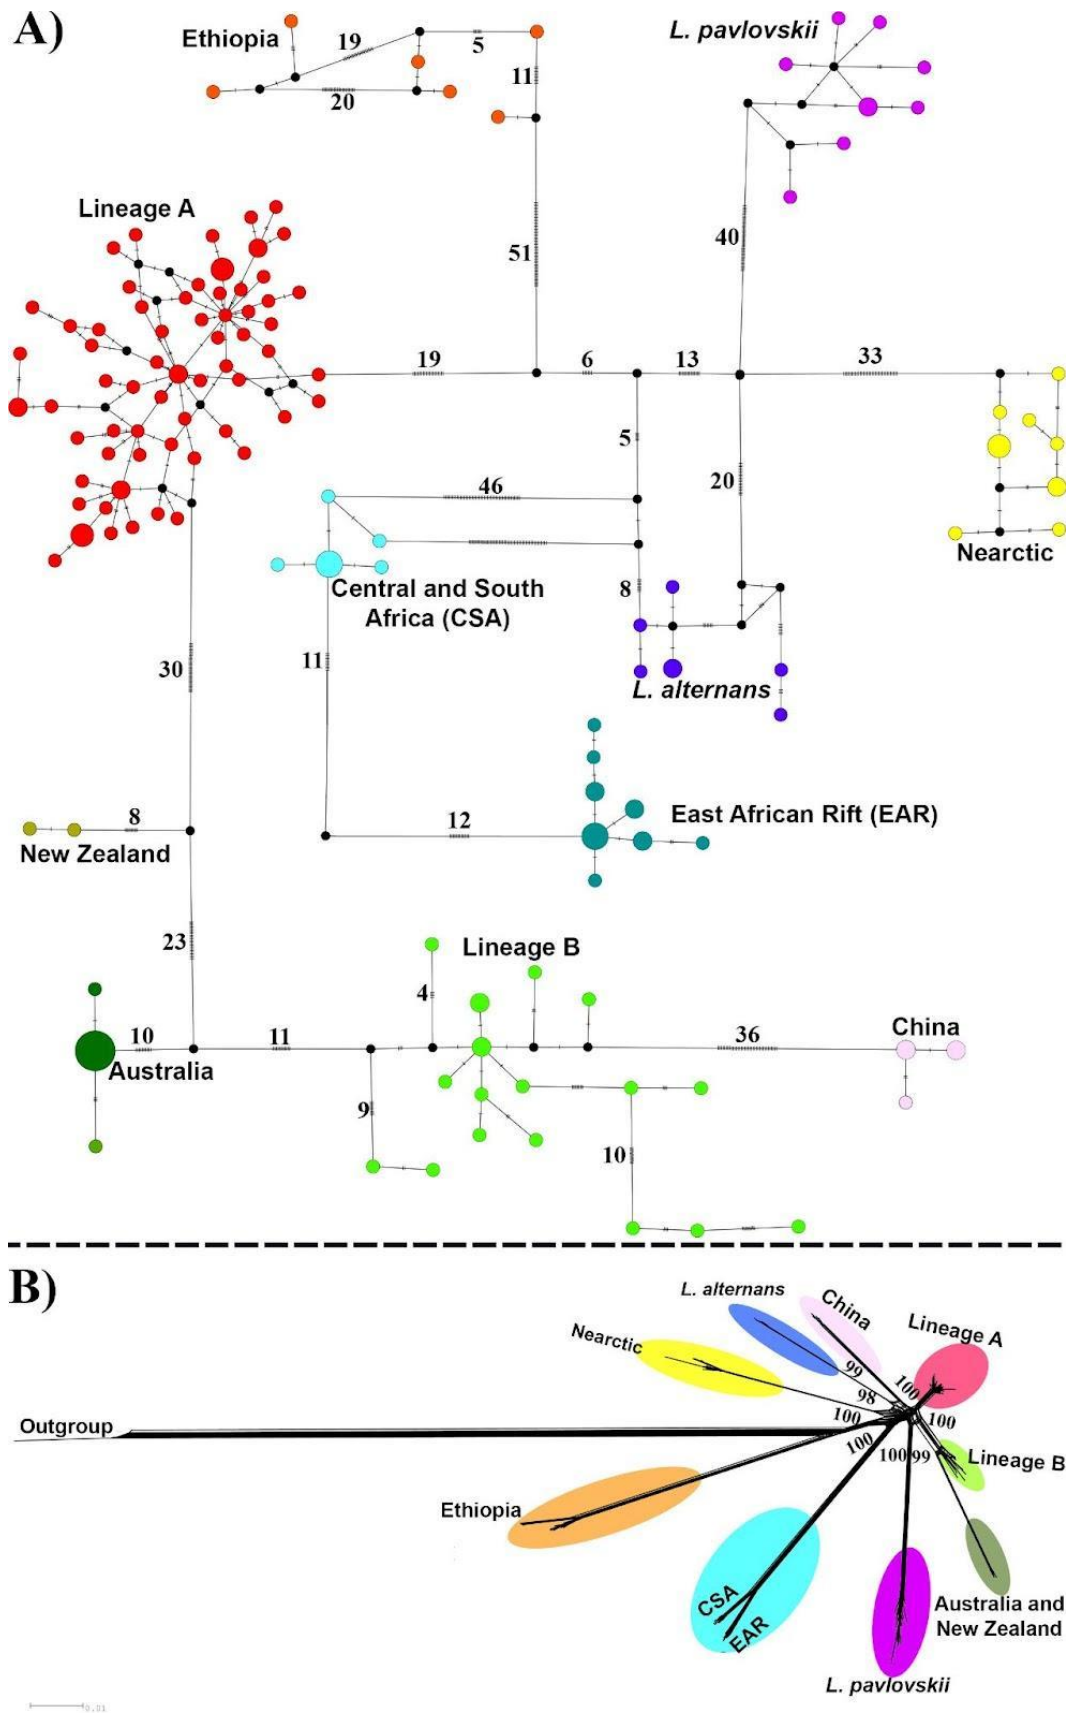 A)
Ethiopia
19
5
L. pavlovskii
11
20
Lineage A
51
40
19
6
13
33
5
46
20
Nearctic
Central and South
Africa (CSA)
8
30
11
L. alternans
8
12
East African Rift (EAR)
New Zealand
23
Lineage B
4
10
11
36
China
Australia
9
10
B)
L. alternans
China
Lineage A
Nearctic
99
100
98
100
100
Outgroup
100
100
99
Lineage B
Ethiopia
CSA
EAR
Australia and
New Zealand
L. pavlovskii
0.01